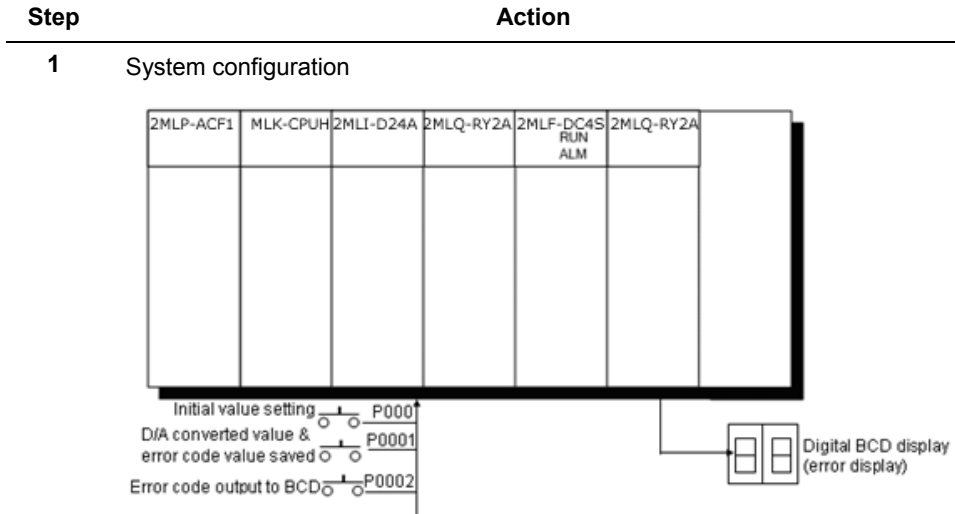 Step Action
1 System configuration
2MLP-ACF1 MLK-CPUH 2MLI-D24A 2MLQ-RY2A 2MLF-DC4S 2MLQ-RY2A
RUN
ALM
Initial value setting P000
D/A converted value &
error code value saved P0001
Error code output to BCD P0002
Digital BCD display
(error display)